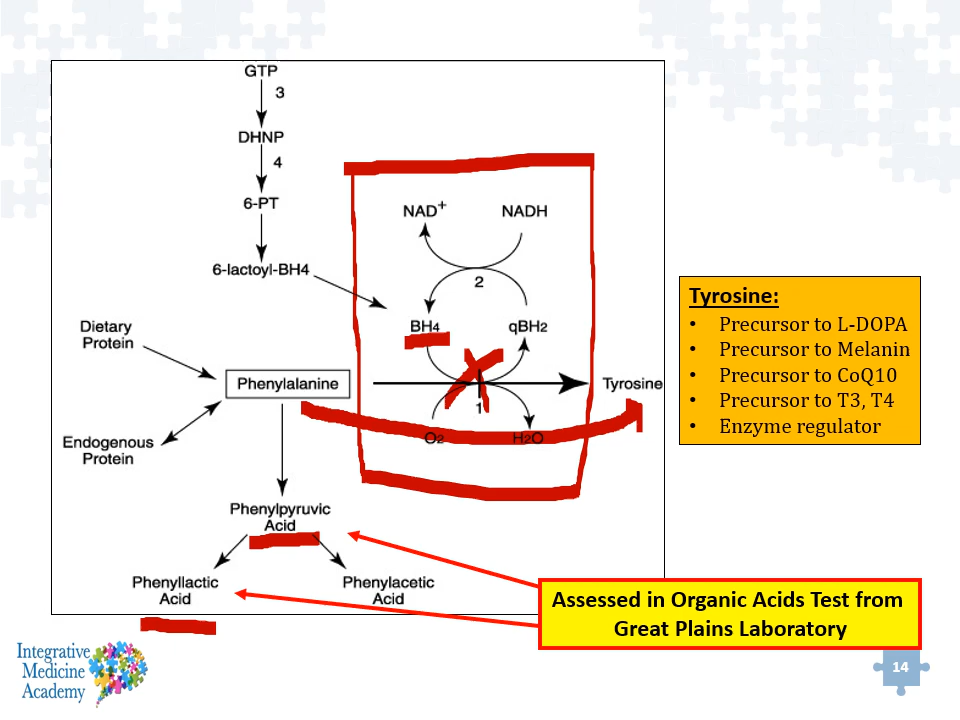 GTP
3
DHNP
4
6-PT
6-lactoyl-BH4
NAD+
NADH
2
BH4
qBH2
Dietary
Protein
Phenylalanine
Tyrosine
1
O2
H2O
Endogenous
Protein
Phenylpyruvic
Acid
Phenyllactic
Acid
Phenylacetic
Acid
Tyrosine:
• Precursor to L-DOPA
• Precursor to Melanin
• Precursor to CoQ10
• Precursor to T3, T4
• Enzyme regulator
Assessed in Organic Acids Test from
Great Plains Laboratory
Integrative
Medicine
Academy
14